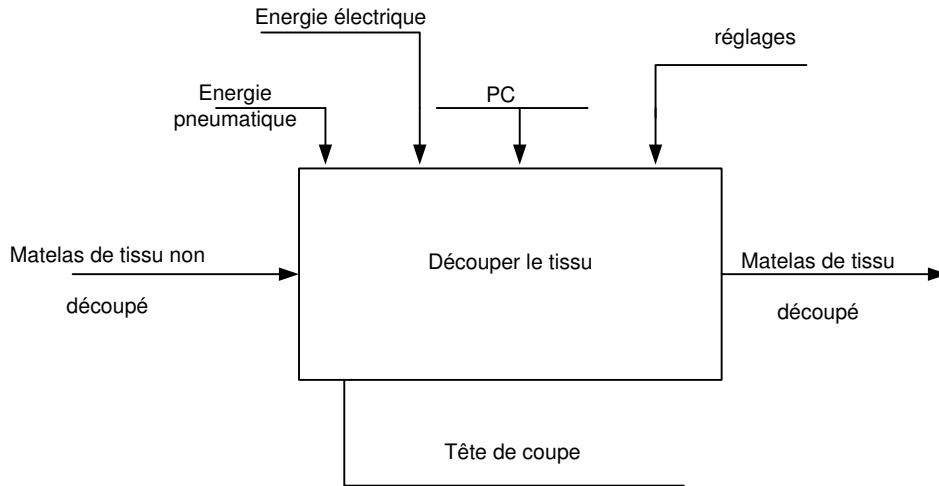 Energie électrique
réglages
Energie
pneumatique
PC
Matelas de tissu non
découpé
Découper le tissu
Matelas de tissu
découpé
Tête de coupe